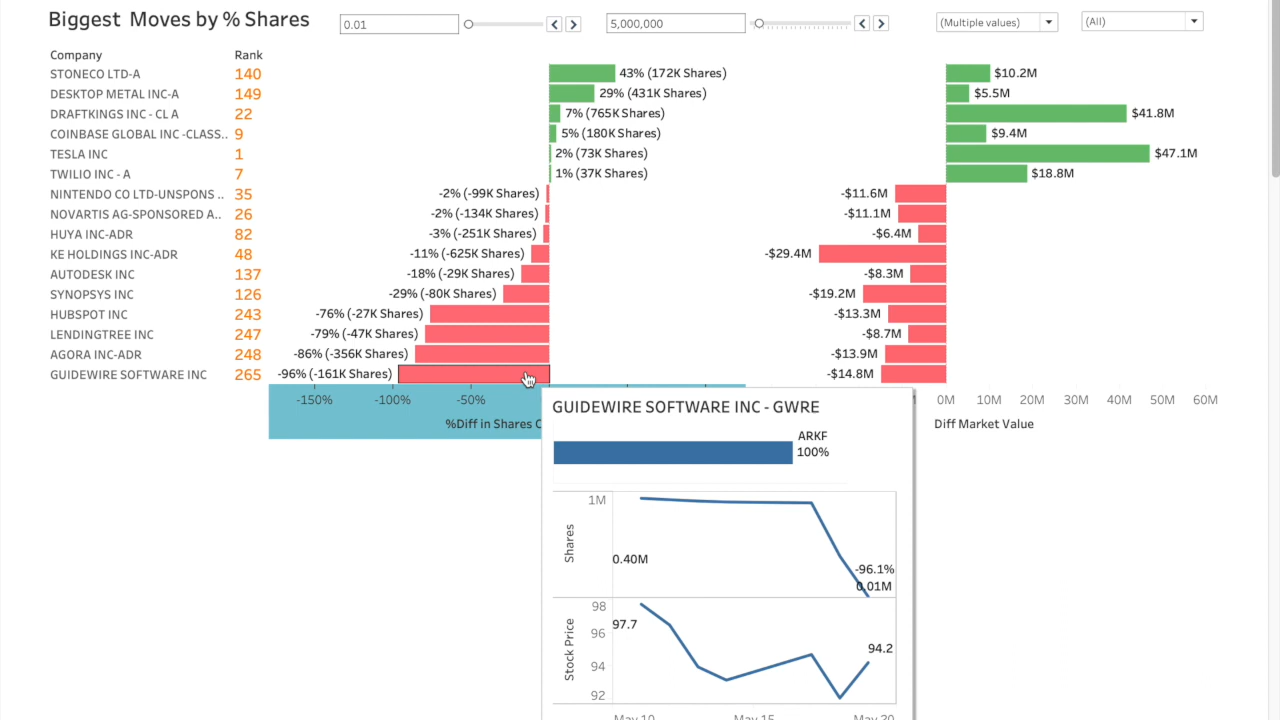 Biggest Moves by % Shares
0.01
5,000,000
(Multiple values)
(All)
Company Rank
STONECO LTD-A 140 43% (172K Shares) $10.2M
DESKTOP METAL INC-A 149 29% (431K Shares) $5.5M
DRAFTKINGS INC - CL A 22 7% (765K Shares) $41.8M
COINBASE GLOBAL INC -CLASS.. 9 5% (180K Shares) $9.4M
TESLA INC 1 2% (73K Shares) $47.1M
TWILIO INC - A 7 1% (37K Shares) $18.8M
NINTENDO CO LTD-UNSPONS .. 35 -2% (-99K Shares) -$11.6M
NOVARTIS AG-SPONSORED A.. 26 -2% (-134K Shares) -$11.1M
HUYA INC-ADR 82 -3% (-251K Shares) -$6.4M
KE HOLDINGS INC-ADR 48 -11% (-625K Shares) -$29.4M
AUTODESK INC 137 -18% (-29K Shares) -$8.3M
SYNOPSYS INC 126 -29% (-80K Shares) -$19.2M
HUBSPOT INC 243 -76% (-27K Shares) -$13.3M
LENDINGTREE INC 247 -79% (-47K Shares) -$8.7M
AGORA INC-ADR 248 -86% (-356K Shares) -$13.9M
GUIDEWIRE SOFTWARE INC 265 -96% (-161K Shares) -$14.8M
-150% -100% -50% 0M 10M 20M 30M 40M 50M 60M
%Diff in Shares Diff Market Value
GUIDEWIRE SOFTWARE INC - GWRE
ARKF
100%
1M
Shares
0.40M
-96.1%
0.01M
98
97.7
96
Stock Price
94.2
94
92
May 10 May 15 May 20